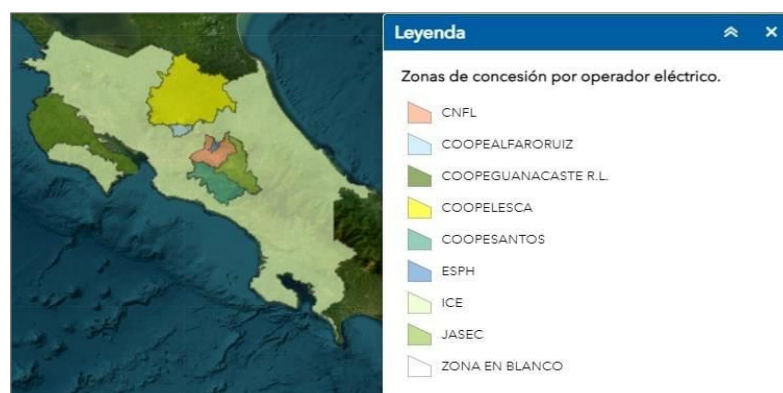 Leyenda
Zonas de concesión por operador eléctrico.
CNFL
COOPEALFARORUIZ
COOPEGUANACASTE R.L.
COOPELESCA
COOPESANTOS
ESPH
ICE
JASEC
ZONA EN BLANCO